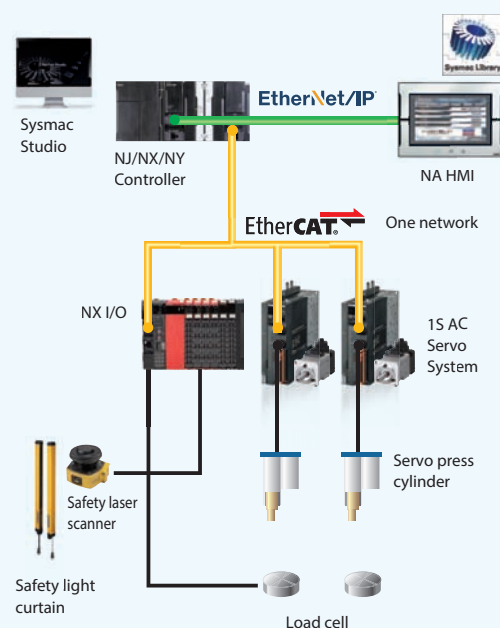 Sysmac Library
EtherNet/IP
Sysmac
Studio
NJ/NX/NY
Controller
NA HMI
EtherCAT®
One network
NX I/O
1S AC
Servo
System
Servo press
cylinder
Safety laser
scanner
Safety light
curtain
Load cell